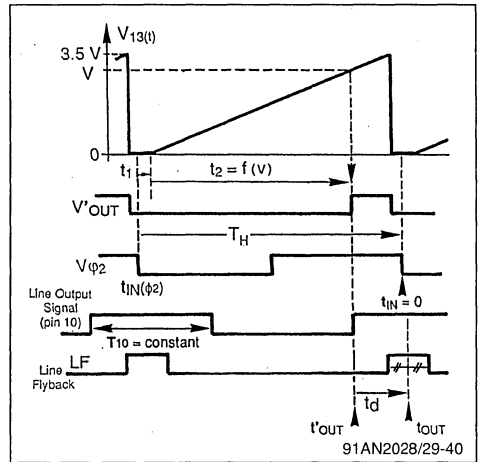 V13(t)
3.5 V
V
0
t1
t2 = f (v)
V'OUT
TH
Vφ2
tIN(φ2)
tIN = 0
Line Output
Signal
(pin 10)
T10 = constant
LF
Line
Flyback
td
t'OUT
tOUT
91AN2028/29-40